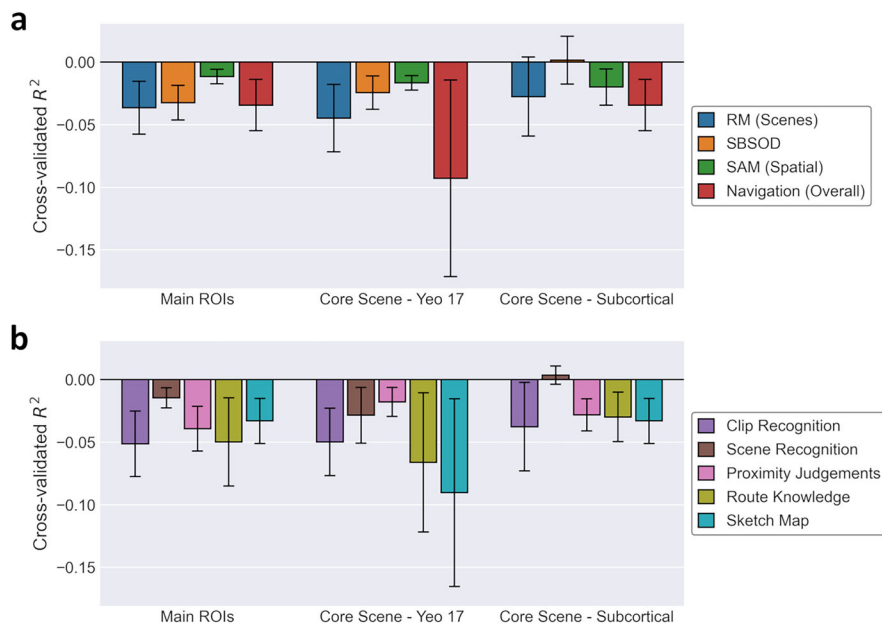 a
Cross-validated R²
0.00
−0.05
−0.10
−0.15
Main ROIs
Core Scene - Yeo 17
Core Scene - Subcortical
RM (Scenes)
SBSOD
SAM (Spatial)
Navigation (Overall)
b
Cross-validated R²
0.00
−0.05
−0.10
−0.15
Main ROIs
Core Scene - Yeo 17
Core Scene - Subcortical
Clip Recognition
Scene Recognition
Proximity Judgements
Route Knowledge
Sketch Map